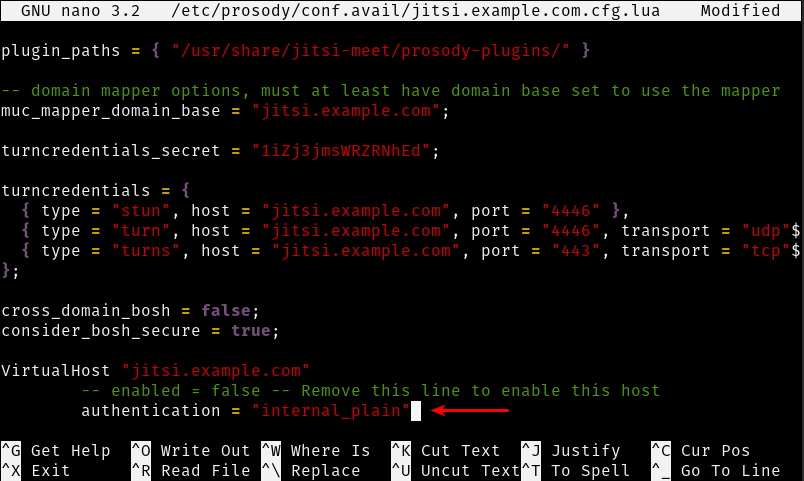 GNU nano 3.2   /etc/prosody/conf.avail/jitsi.example.com.cfg.lua    Modified
plugin_paths = { "/usr/share/jitsi-meet/prosody-plugins/" }
-- domain mapper options, must at least have domain base set to use the mapper
muc_mapper_domain_base = "jitsi.example.com";
turncredentials_secret = "1iZj3jmsWRZRNhEd";
turncredentials = {
  { type = "stun", host = "jitsi.example.com", port = "4446" },
  { type = "turn", host = "jitsi.example.com", port = "4446", transport = "udp"$
  { type = "turns", host = "jitsi.example.com", port = "443", transport = "tcp"$
};
cross_domain_bosh = false;
consider_bosh_secure = true;
VirtualHost "jitsi.example.com"
        -- enabled = false -- Remove this line to enable this host
        authentication = "internal_plain"
^G Get Help  ^O Write Out ^W Where Is  ^K Cut Text  ^J Justify   ^C Cur Pos
^X Exit      ^R Read File ^\ Replace   ^U Uncut Text^T To Spell  ^_ Go To Line